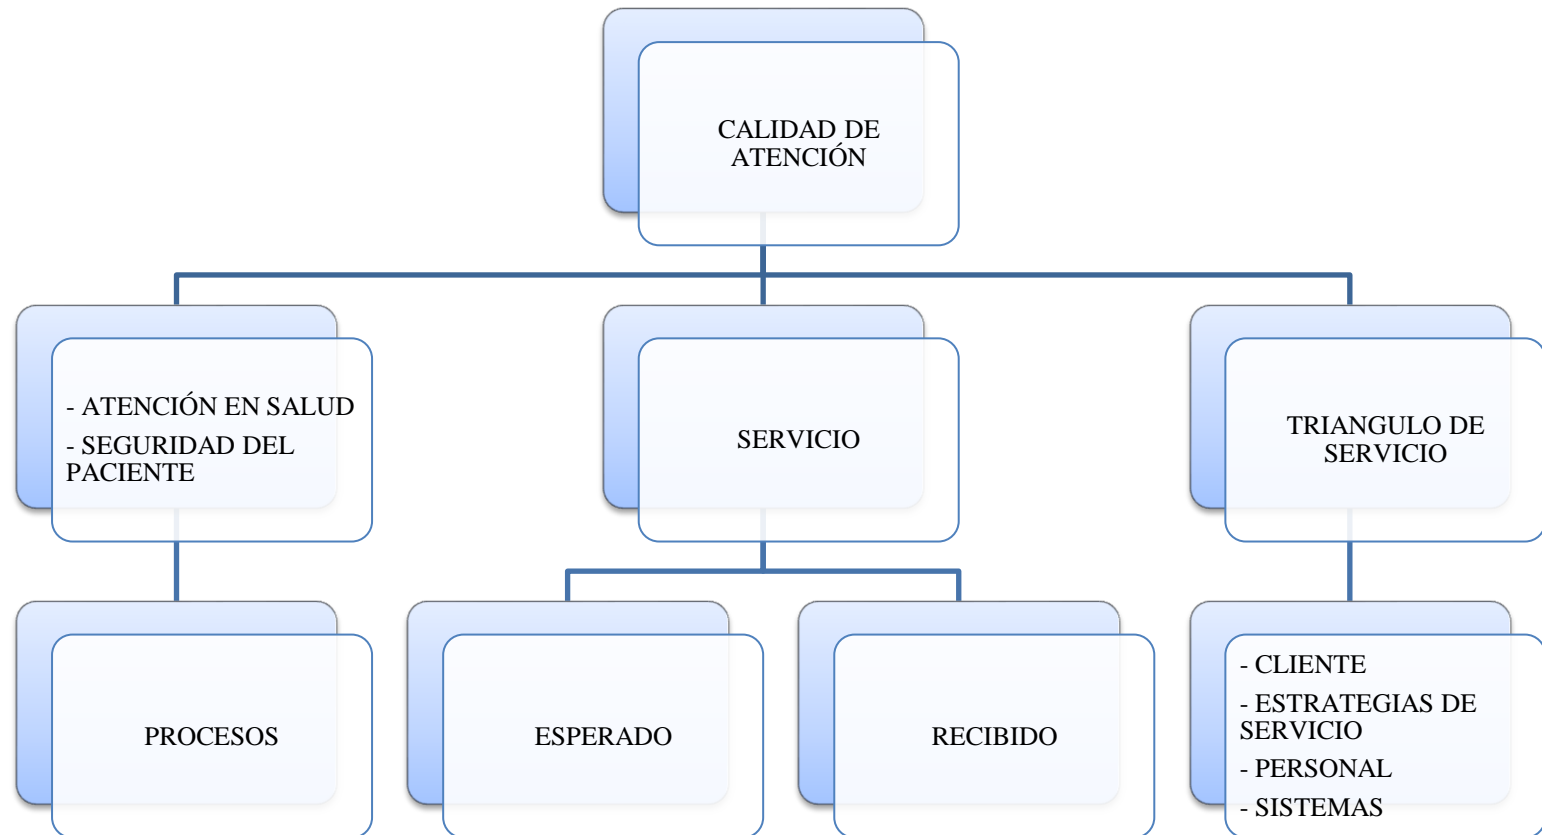 CALIDAD DE
ATENCIÓN
- ATENCIÓN EN SALUD
- SEGURIDAD DEL
PACIENTE
SERVICIO
TRIANGULO DE
SERVICIO
PROCESOS
ESPERADO
RECIBIDO
- CLIENTE
- ESTRATEGIAS DE
SERVICIO
- PERSONAL
- SISTEMAS